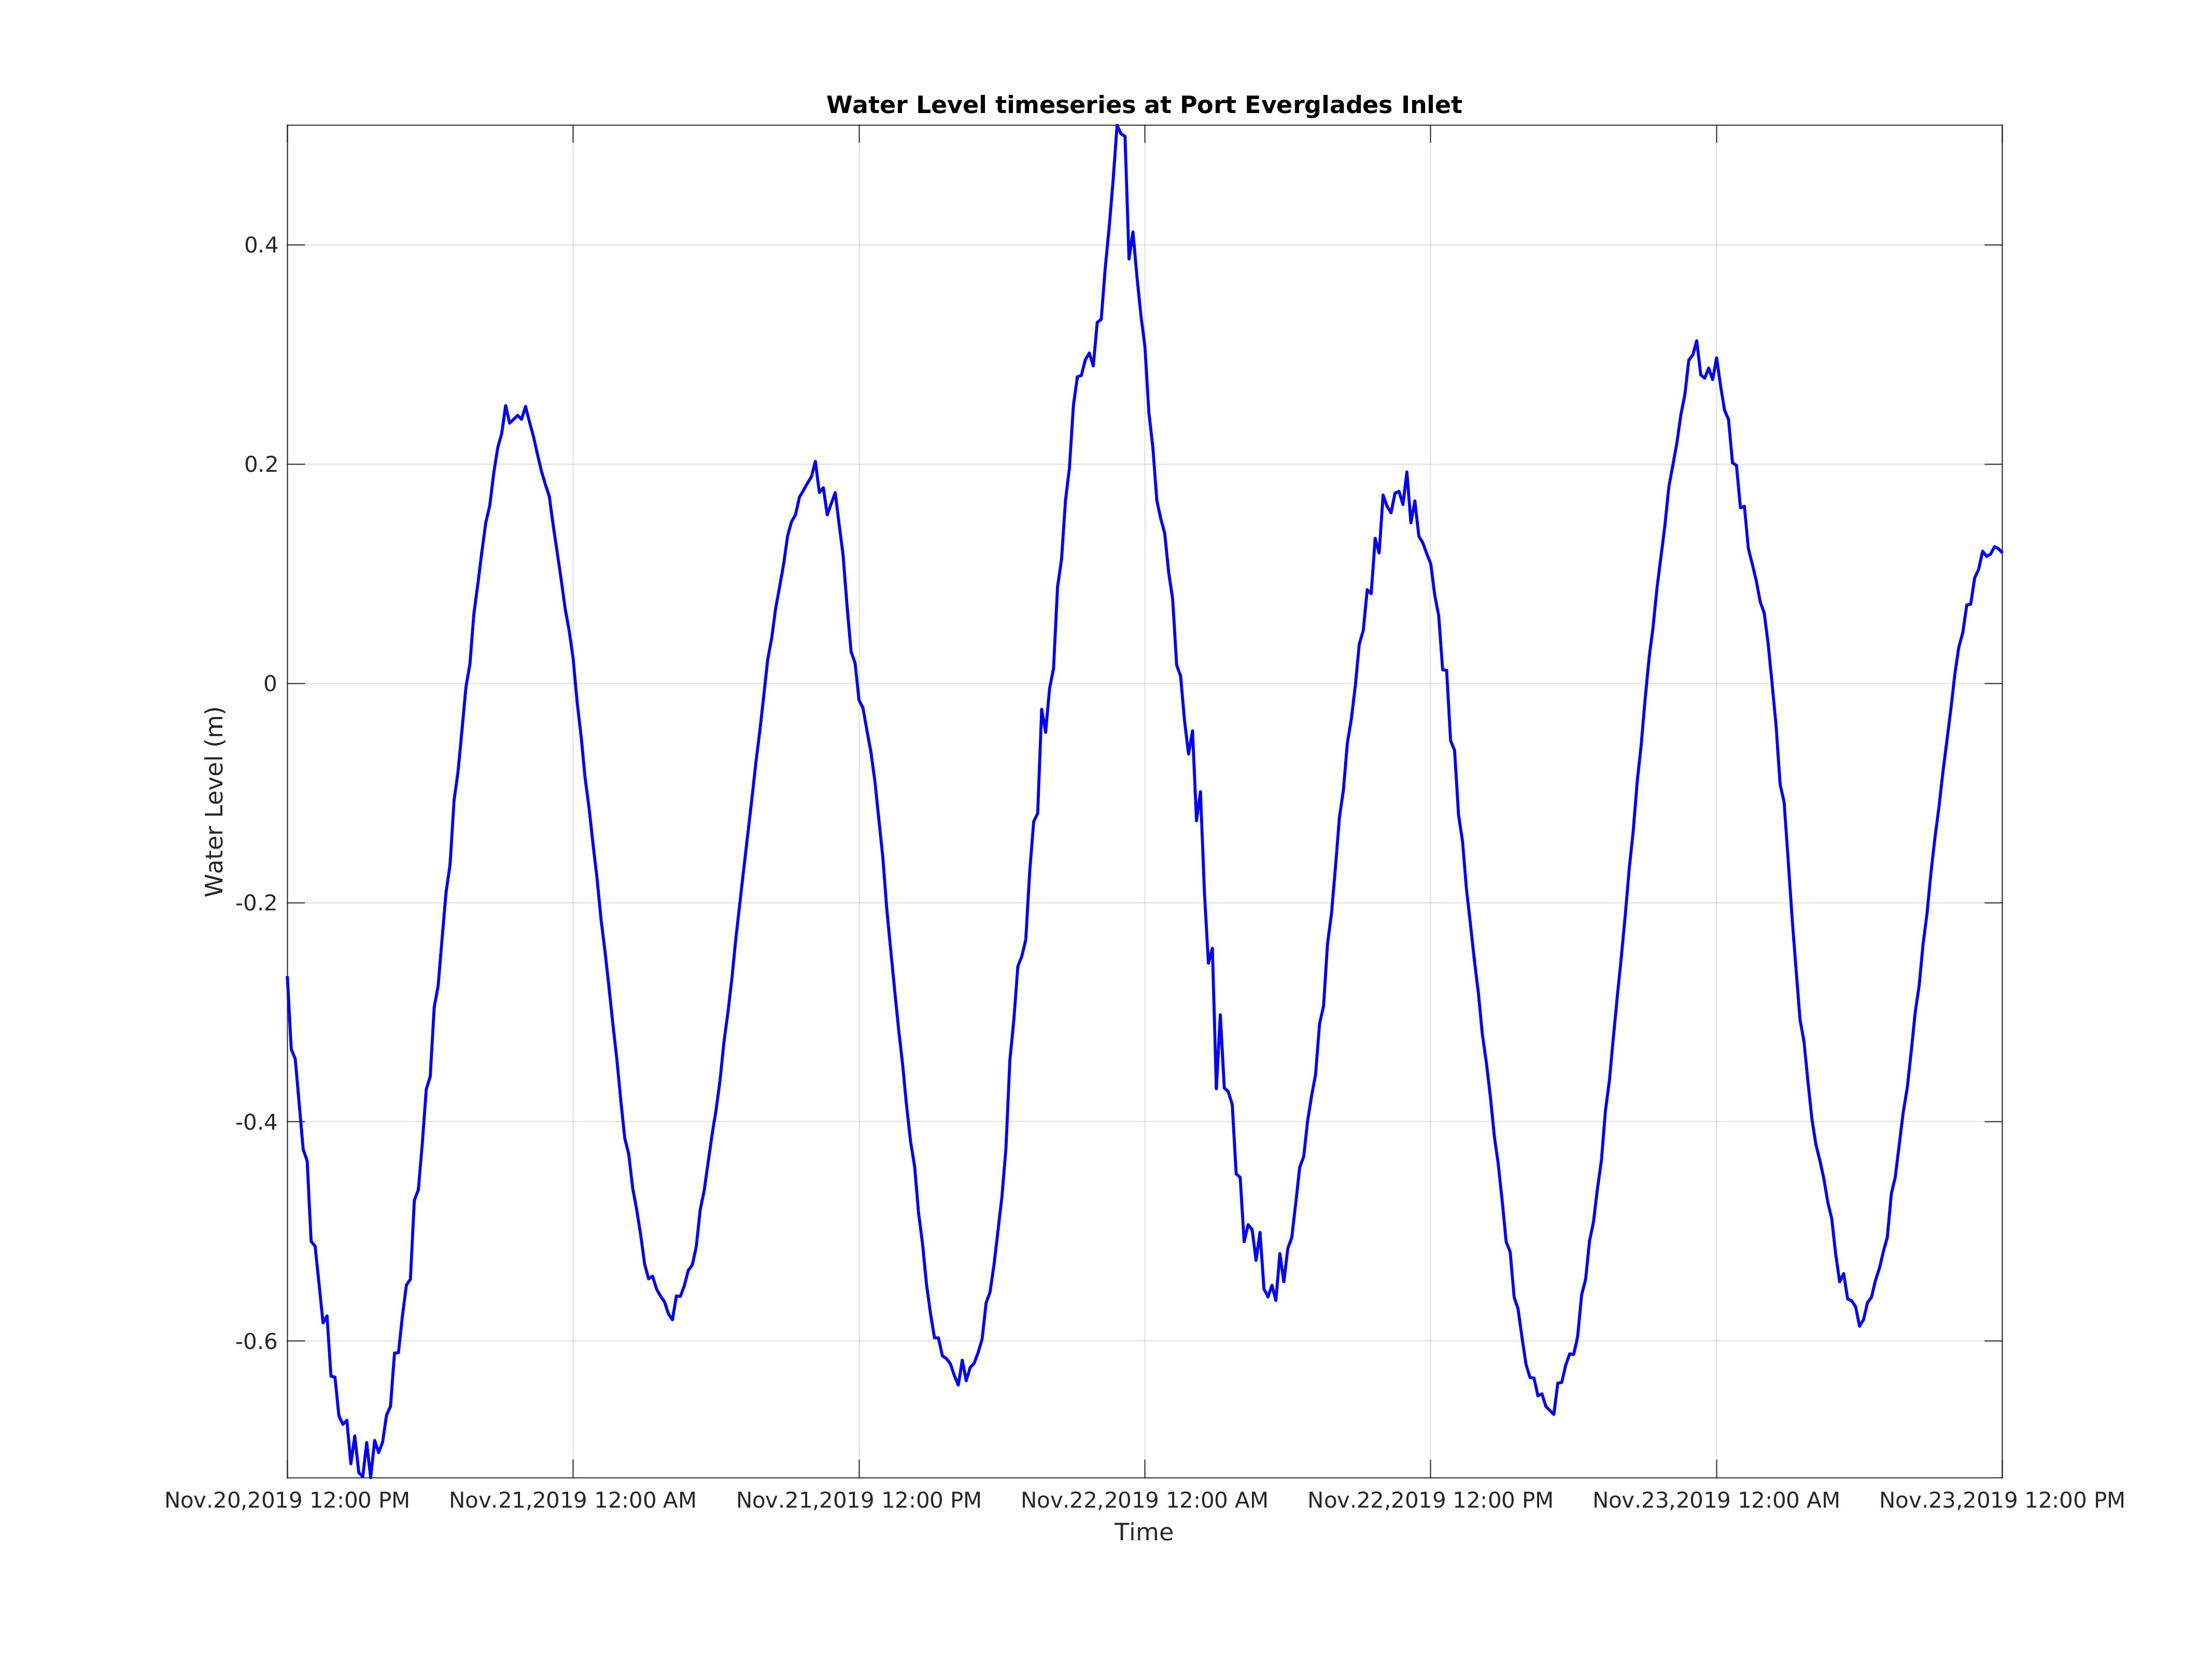 Water Level timeseries at Port Everglades Inlet
0.4
0.2
0
-0.2
-0.4
-0.6
Water Level (m)
Nov.20,2019 12:00 PM Nov.21,2019 12:00 AM Nov.21,2019 12:00 PM Nov.22,2019 12:00 AM Nov.22,2019 12:00 PM Nov.23,2019 12:00 AM Nov.23,2019 12:00 PM
Time